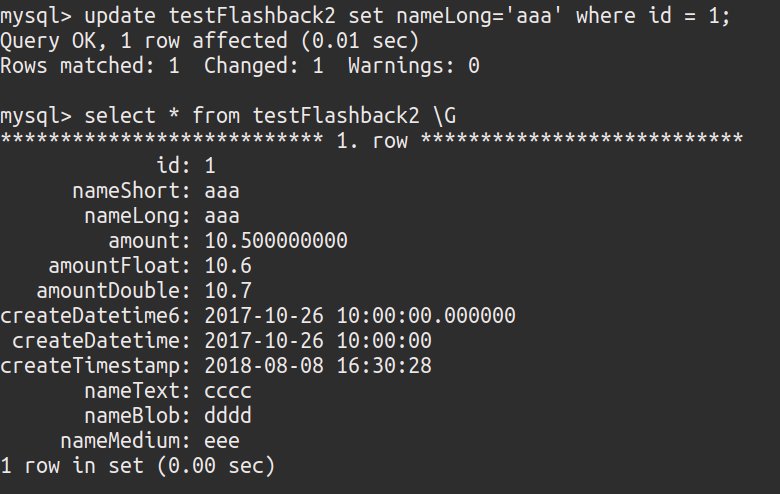 mysql> update testFlashback2 set nameLong='aaa' where id = 1;
Query OK, 1 row affected (0.01 sec)
Rows matched: 1  Changed: 1  Warnings: 0

mysql> select * from testFlashback2 \G
*************************** 1. row ***************************
             id: 1
      nameShort: aaa
       nameLong: aaa
         amount: 10.500000000
    amountFloat: 10.6
   amountDouble: 10.7
createDatetime6: 2017-10-26 10:00:00.000000
 createDatetime: 2017-10-26 10:00:00
createTimestamp: 2018-08-08 16:30:28
       nameText: cccc
       nameBlob: dddd
     nameMedium: eee
1 row in set (0.00 sec)